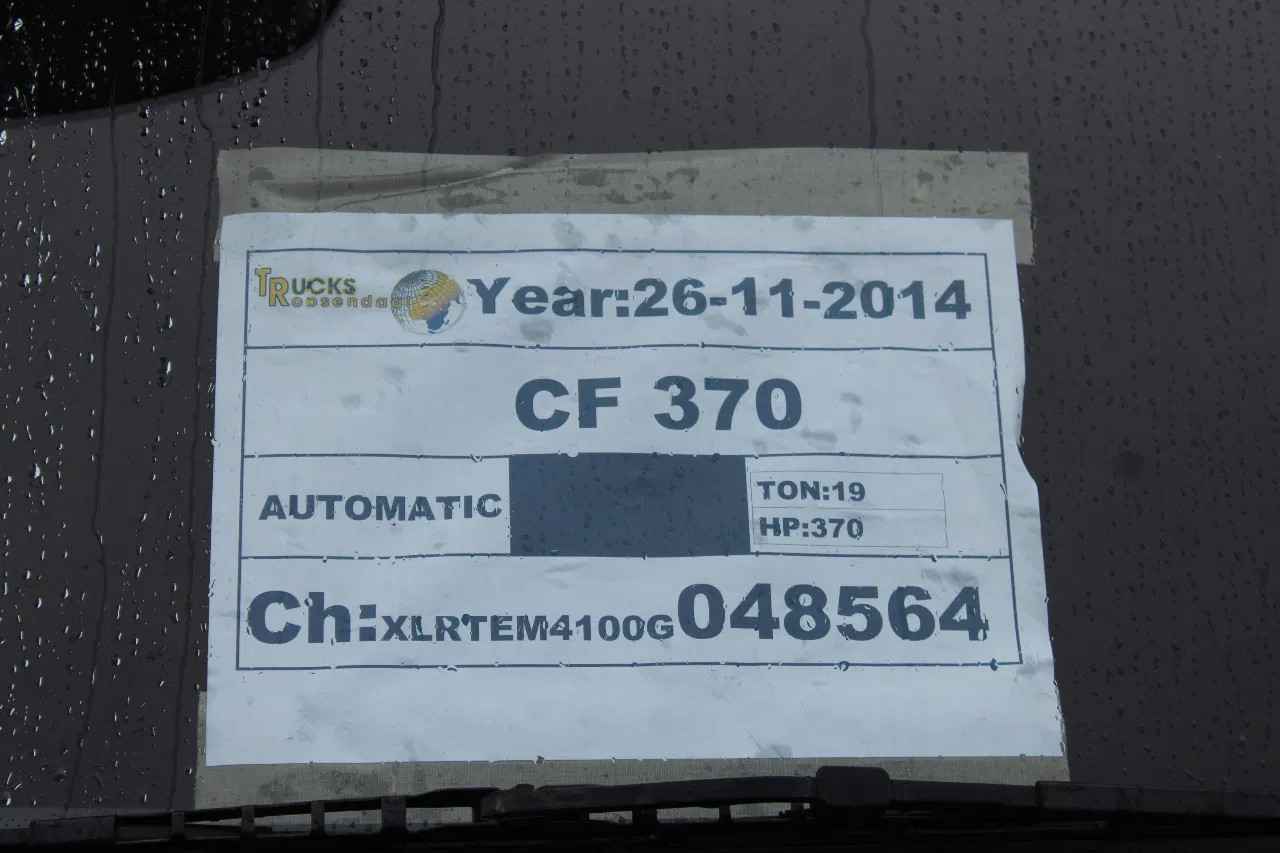 TRUCKS
Roosendaal
Year:26-11-2014
CF 370
AUTOMATIC
TON:19
HP:370
Ch:XLRTEM4100G048564